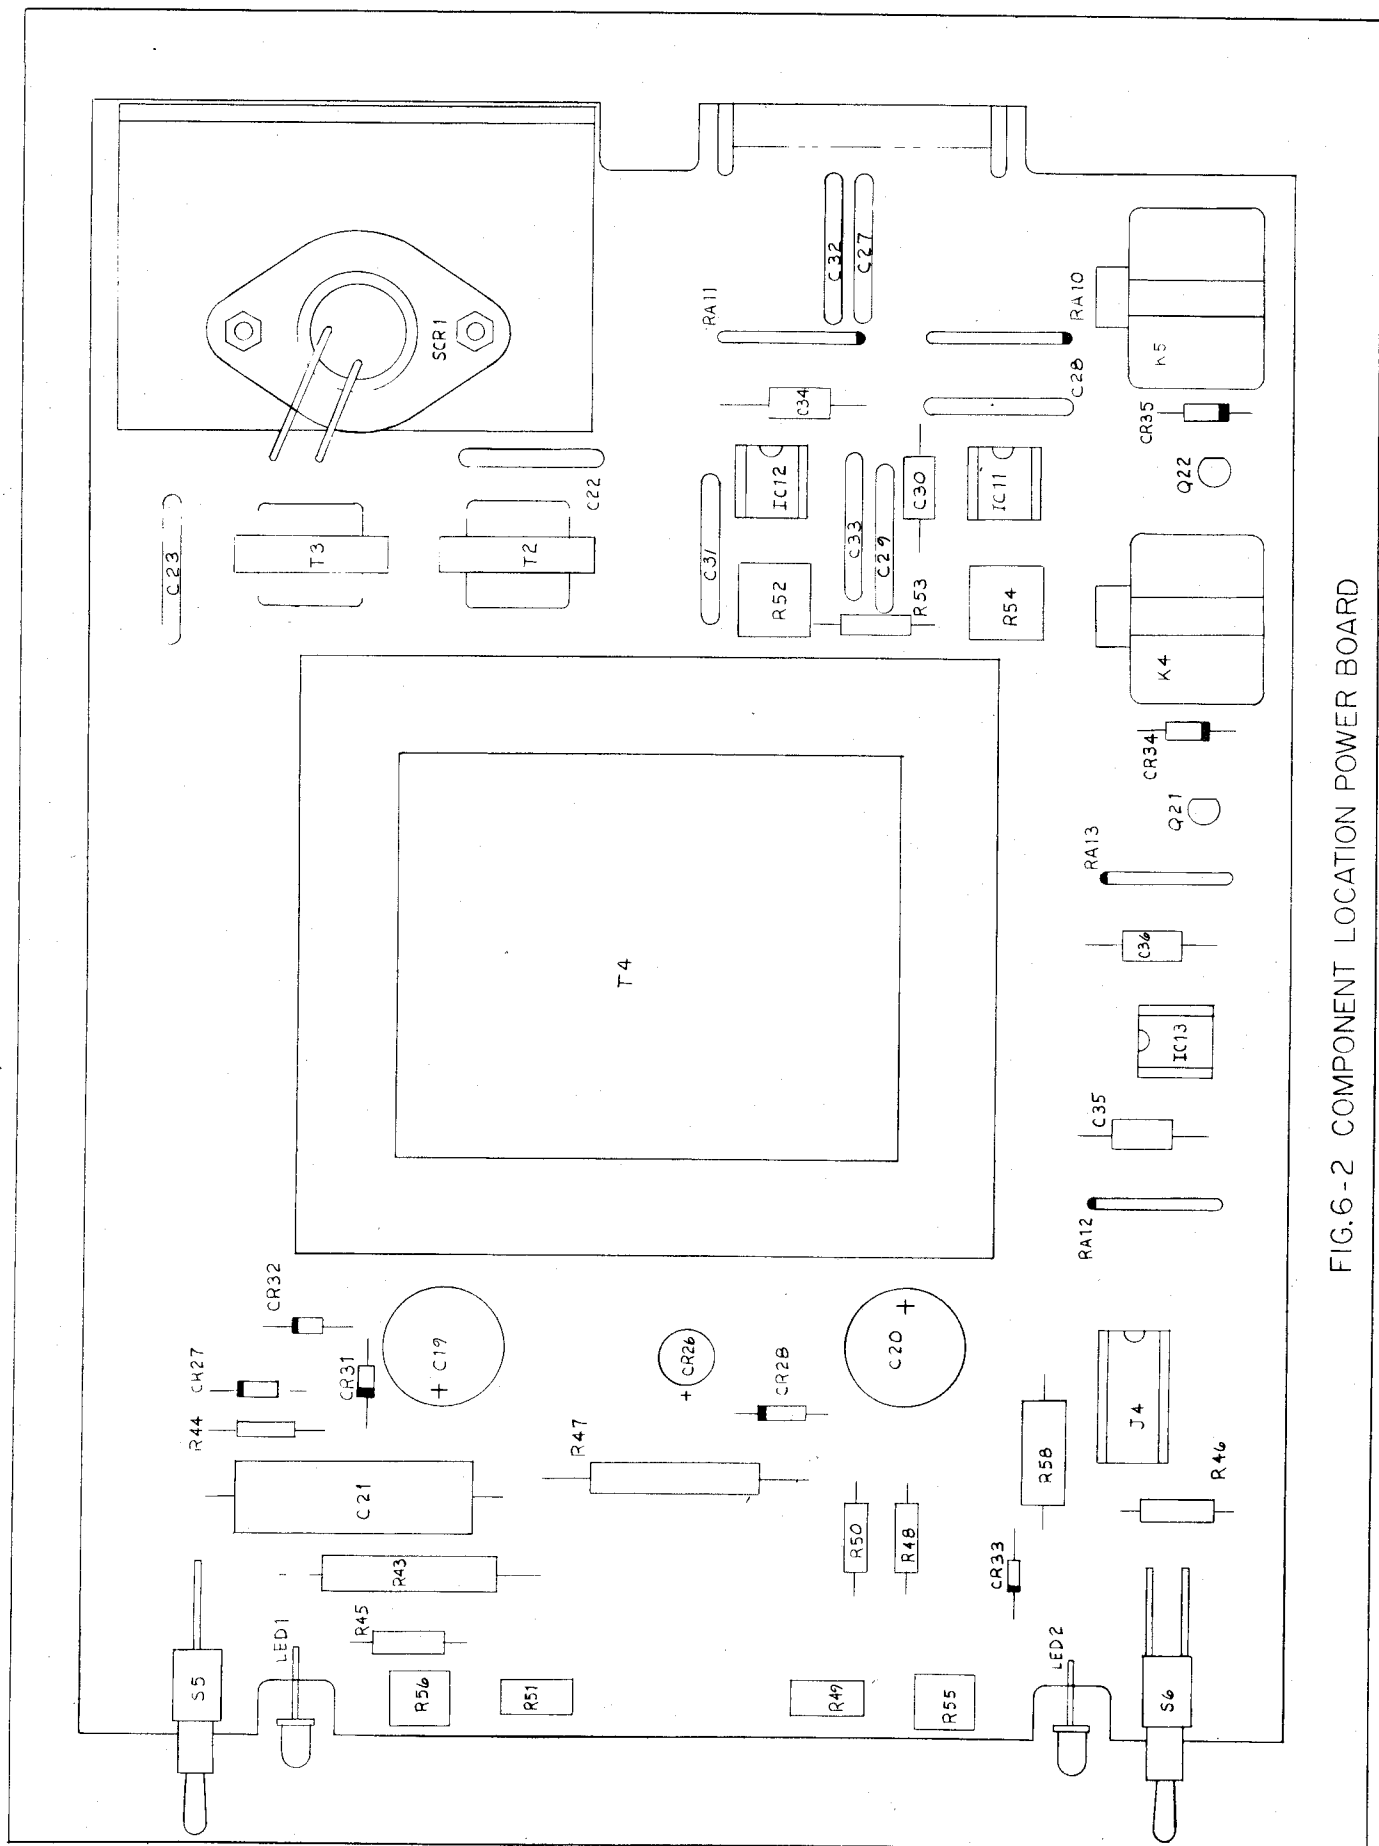 S5
LED1
R56
R51
R49
R55
LED2
S6
R45
R43
C21
R44
CR27
CR31
CR32
C19
R47
CR26
+
+
CR28
C20
+
R50
R48
CR33
R58
J4
R46
T4
RA12
C35
IC13
C36
RA13
Q21
CR34
K4
C23
T3
T2
C22
SCR1
C31
R52
IC12
C34
RA11
C32
C27
C33
C29
R53
C30
R54
IC11
C28
RA10
Q22
CR35
K5
FIG.6-2 COMPONENT LOCATION POWER BOARD